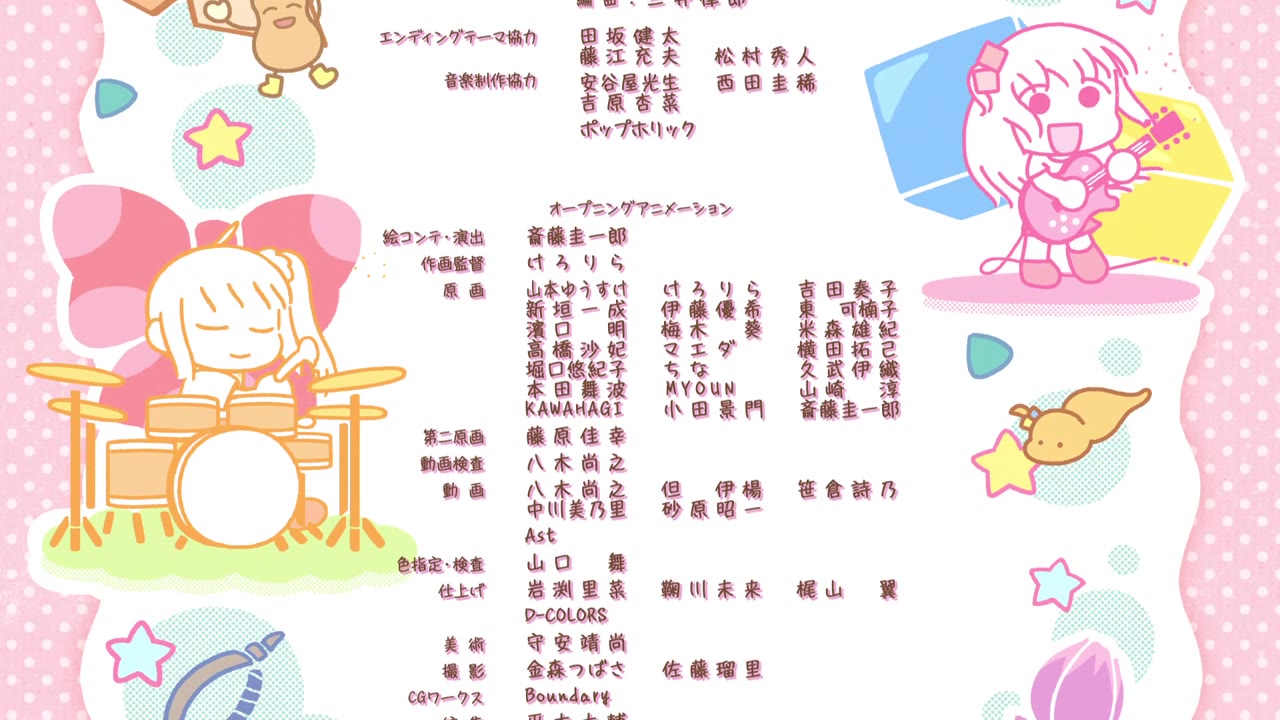 エンディングテーマ協力 田坂健太
藤江充夫 松村秀人
音楽制作協力 安谷屋光生 西田圭稀
吉原杏菜
ポップホリック
オープニングアニメーション
絵コンテ・演出 斎藤圭一郎
作画監督 けろりら
原画 山本ゆうすけ けろりら 吉田奏子
新垣一成 伊藤優希 東 可楠子
濱口 明 梅木 葵 米森雄紀
高橋沙妃 マエダ 横田拓己
堀口悠紀子 ちな 久武伊織
本田舞波 MYOUN 山崎 淳
KAWAHAGI 小田景門 斎藤圭一郎
第二原画 藤原佳幸
動画検査 八木尚之
動画 八木尚之 但 伊楊 笹倉詩乃
中川美乃里 砂原昭一
Ast
色指定・検査 山口 舞
仕上げ 岩渕里菜 鞠川未来 梶山 翼
D-COLORS
美術 守安靖尚
撮影 金森つばさ 佐藤瑠里
CGワークス Boundary